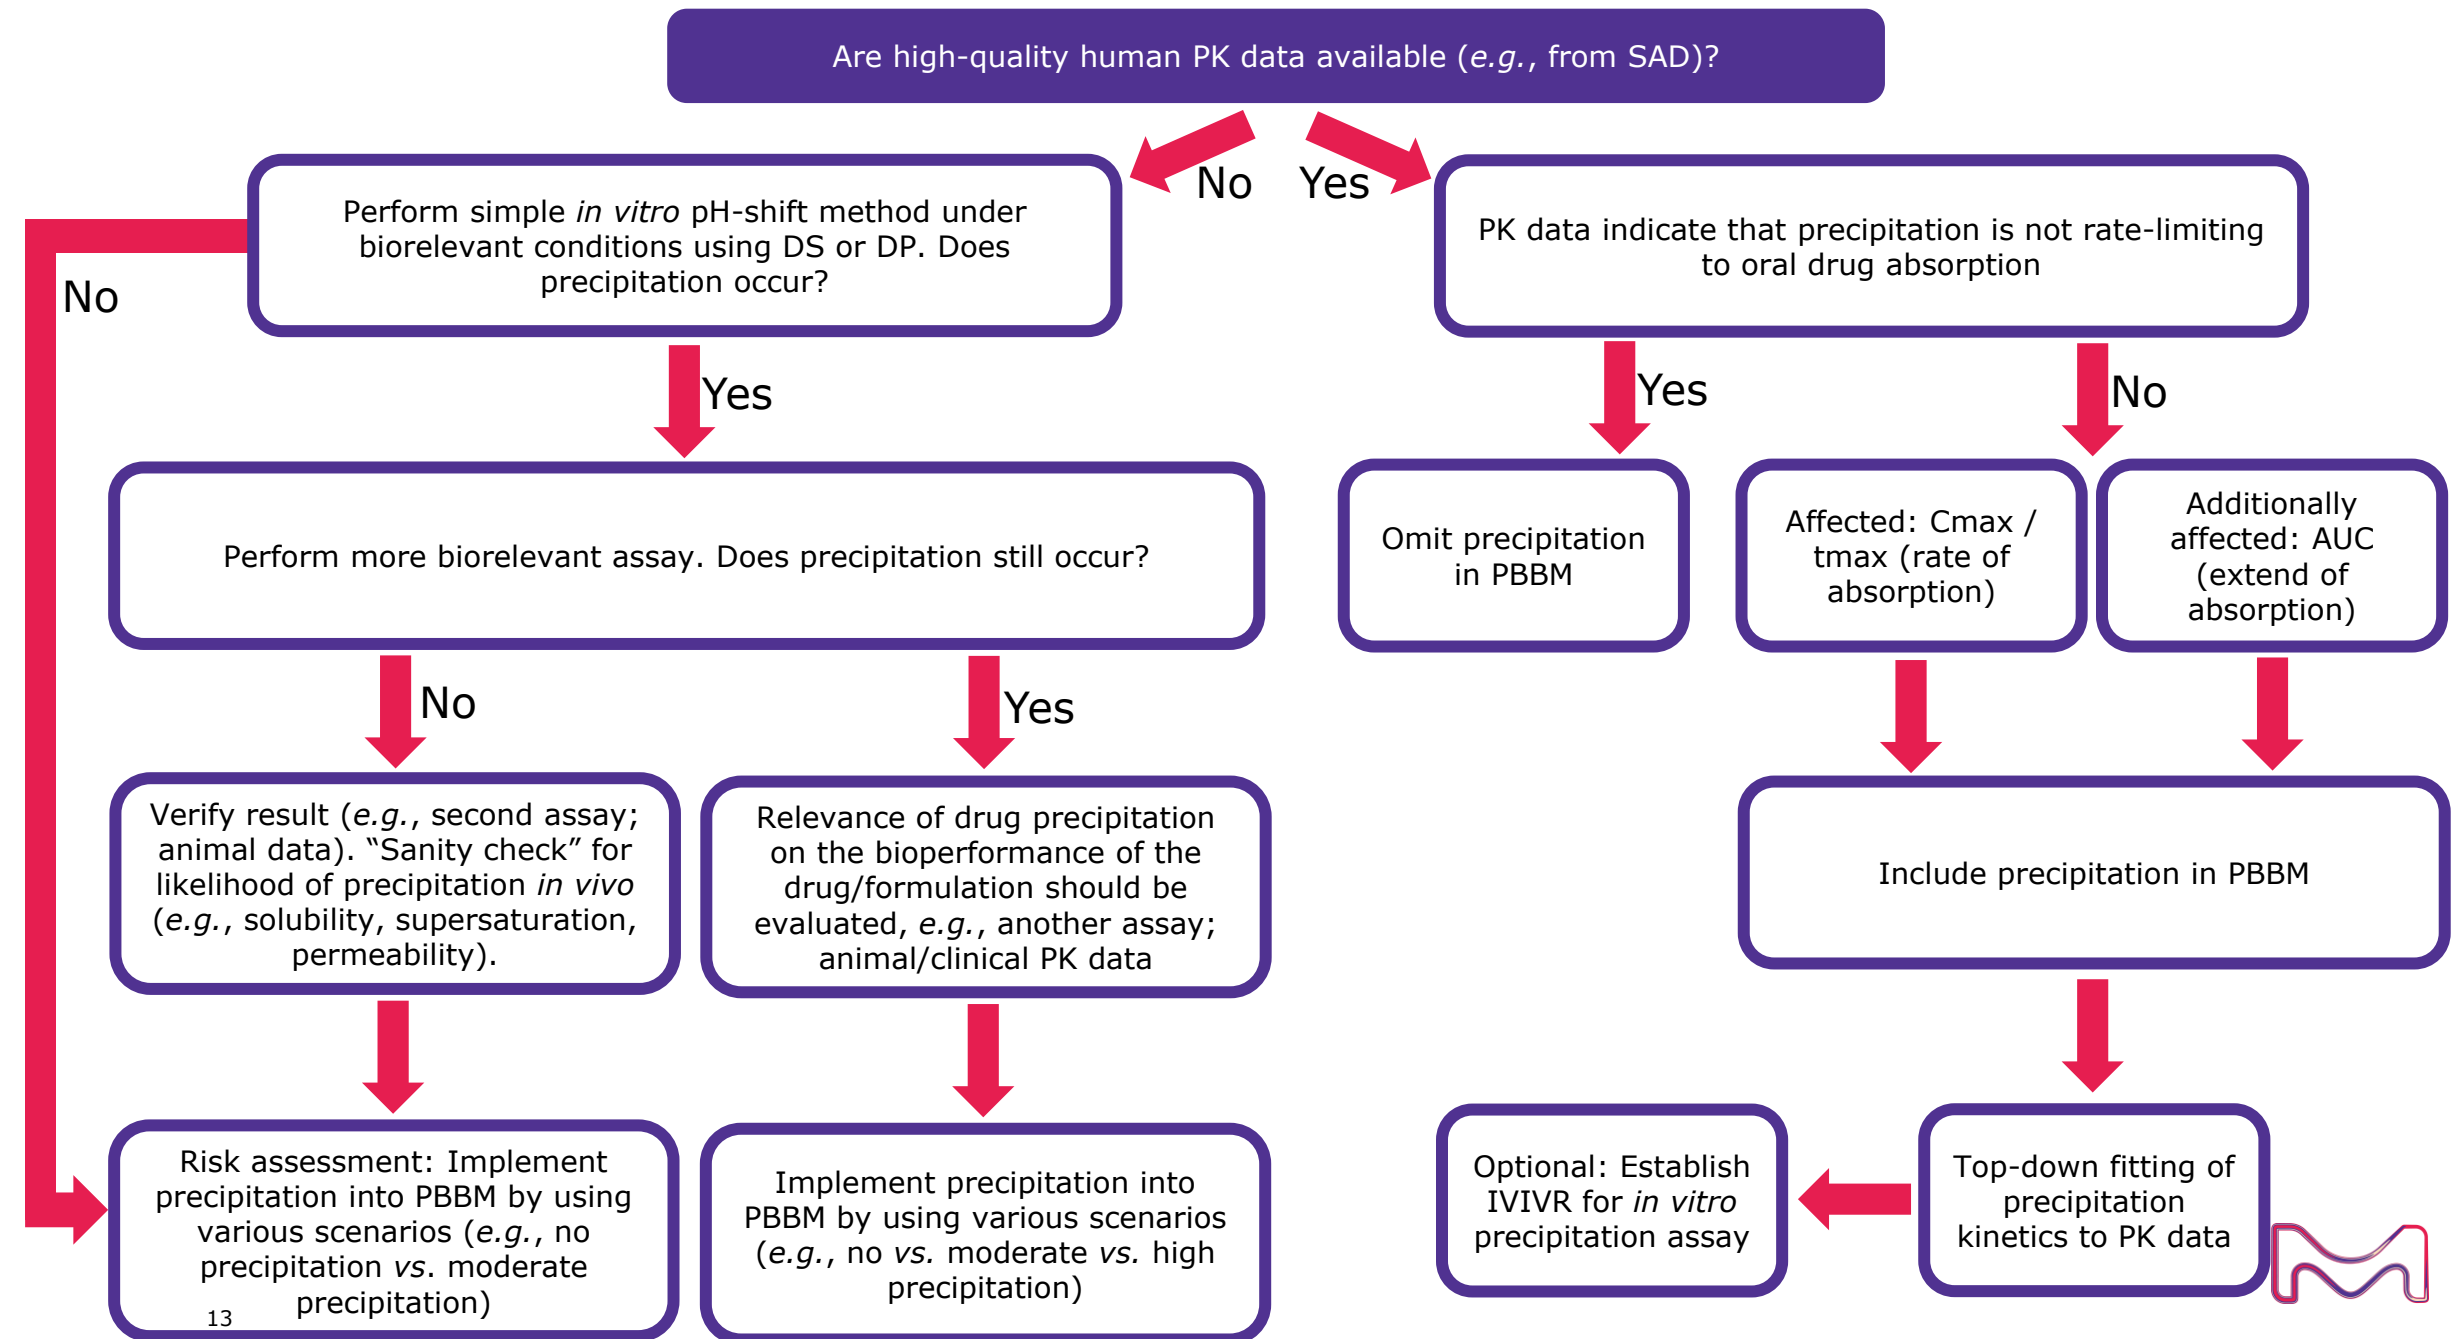 Are high-quality human PK data available (e.g., from SAD)?
No
Yes
Perform simple in vitro pH-shift method under
biorelevant conditions using DS or DP. Does
precipitation occur?
PK data indicate that precipitation is not rate-limiting
to oral drug absorption
No
Yes
Yes
No
Perform more biorelevant assay. Does precipitation still occur?
Omit precipitation
in PBBM
Affected: Cmax /
tmax (rate of
absorption)
Additionally
affected: AUC
(extend of
absorption)
No
Yes
Verify result (e.g., second assay;
animal data). “Sanity check” for
likelihood of precipitation in vivo
(e.g., solubility, supersaturation,
permeability).
Relevance of drug precipitation
on the bioperformance of the
drug/formulation should be
evaluated, e.g., another assay;
animal/clinical PK data
Include precipitation in PBBM
Risk assessment: Implement
precipitation into PBBM by using
various scenarios (e.g., no
precipitation vs. moderate
precipitation)
Implement precipitation into
PBBM by using various scenarios
(e.g., no vs. moderate vs. high
precipitation)
Optional: Establish
IVIVR for in vitro
precipitation assay
Top-down fitting of
precipitation
kinetics to PK data
13